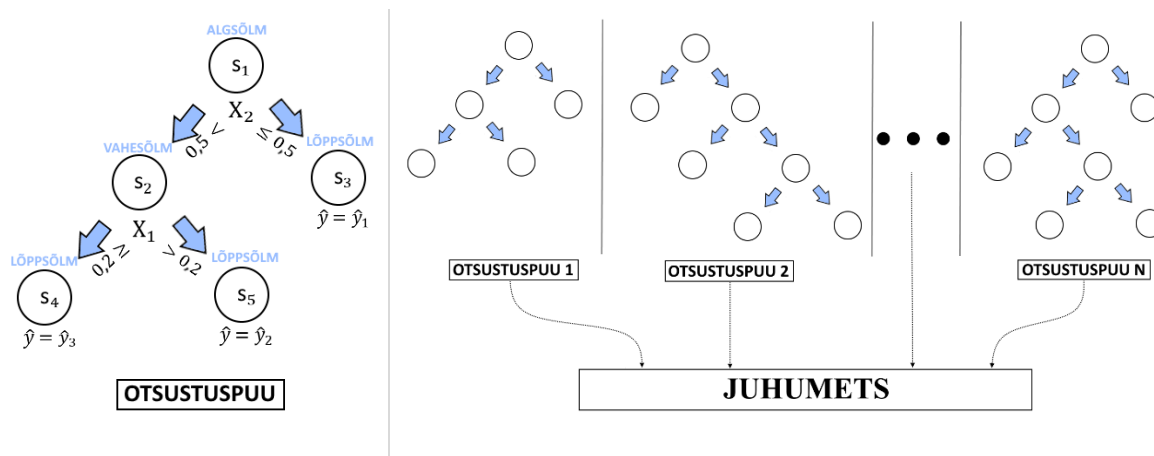 ALGSÕLM
s₁
X₂
0,5 <
≤ 0,5
VAHESÕLM
LÕPPSÕLM
s₂
s₃
X₁
ŷ = ŷ₁
0,2 ≥
> 0,2
LÕPPSÕLM
LÕPPSÕLM
s₄
s₅
ŷ = ŷ₃
ŷ = ŷ₂
OTSUSTUSPUU
OTSUSTUSPUU 1
OTSUSTUSPUU 2
OTSUSTUSPUU N
JUHUMETS